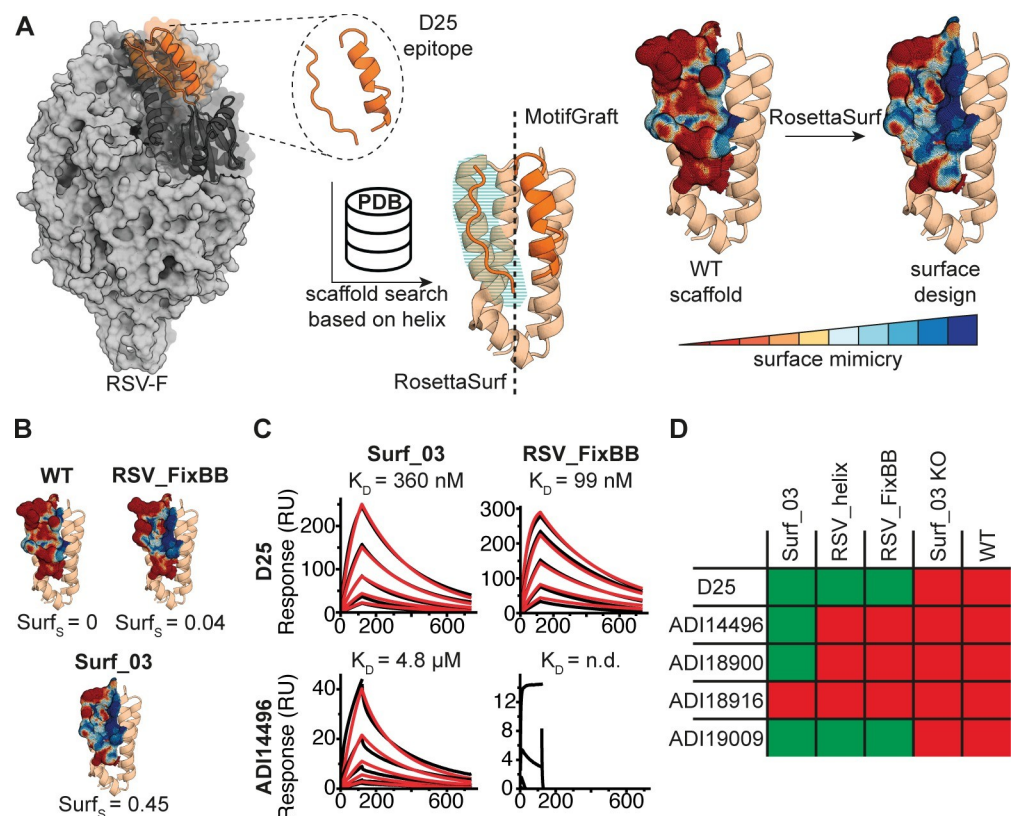 A
D25
epitope
MotifGraft
RosettaSurf
PDB
scaffold search
based on helix
WT
scaffold
surface
design
surface mimicry
RSV-F
RosettaSurf
B
WT
RSV_FixBB
Surf_S = 0
Surf_S = 0.04
Surf_03
Surf_S = 0.45
C
Surf_03
RSV_FixBB
K_D = 360 nM
K_D = 99 nM
D25
Response (RU)
200
100
0
0
200
600
300
200
100
0
0
200
600
K_D = 4.8 µM
K_D = n.d.
ADI14496
Response (RU)
40
20
0
0
200
600
12
8
4
0
0
200
600
D
Surf_03
RSV_helix
RSV_FixBB
Surf_03 KO
WT
D25
ADI14496
ADI18900
ADI18916
ADI19009